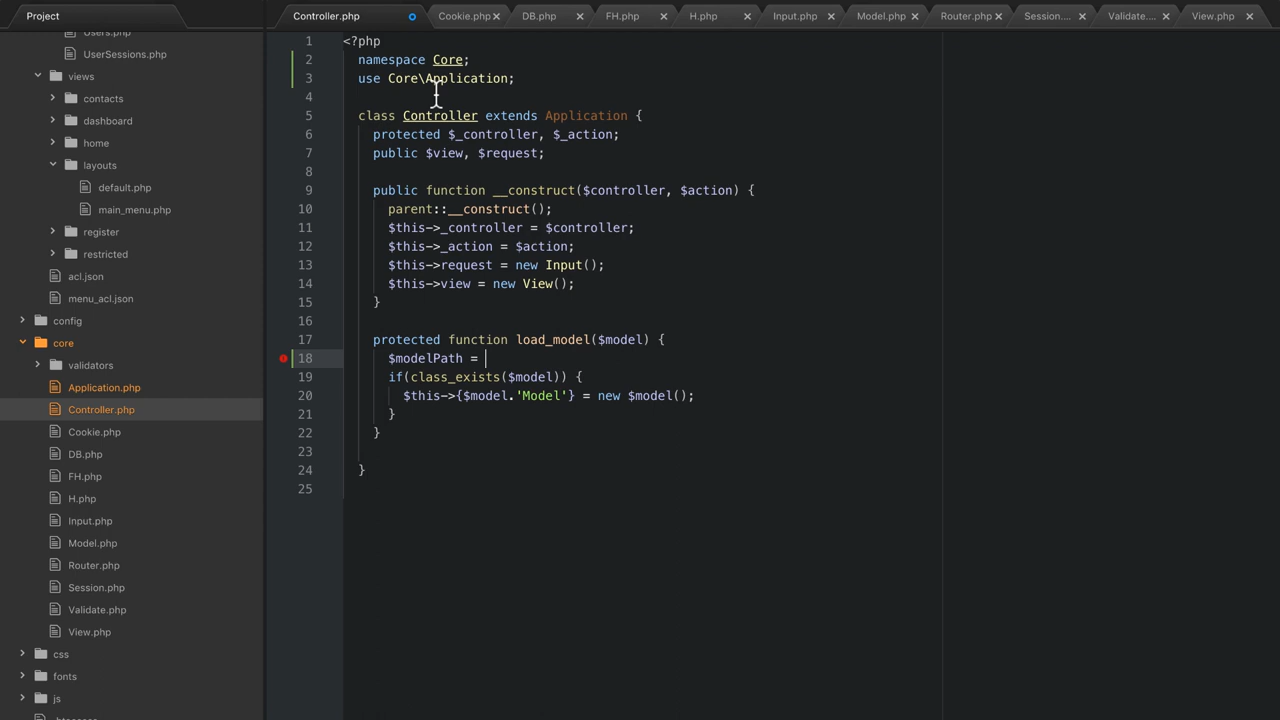 Project
Users.php
UserSessions.php
views
contacts
dashboard
home
layouts
default.php
main_menu.php
register
restricted
acl.json
menu_acl.json
config
core
validators
Application.php
Controller.php
Cookie.php
DB.php
FH.php
H.php
Input.php
Model.php
Router.php
Session.php
Validate.php
View.php
css
fonts
js
.htaccess
Controller.php Cookie.php DB.php FH.php H.php Input.php Model.php Router.php Session.... Validate.... View.php
1 <?php
2 namespace Core;
3 use Core\Application;
4
5 class Controller extends Application {
6 protected $_controller, $_action;
7 public $view, $request;
8
9 public function __construct($controller, $action) {
10 parent::__construct();
11 $this->_controller = $controller;
12 $this->_action = $action;
13 $this->request = new Input();
14 $this->view = new View();
15 }
16
17 protected function load_model($model) {
18 $modelPath =
19 if(class_exists($model)) {
20 $this->{$model.'Model'} = new $model();
21 }
22 }
23
24 }
25